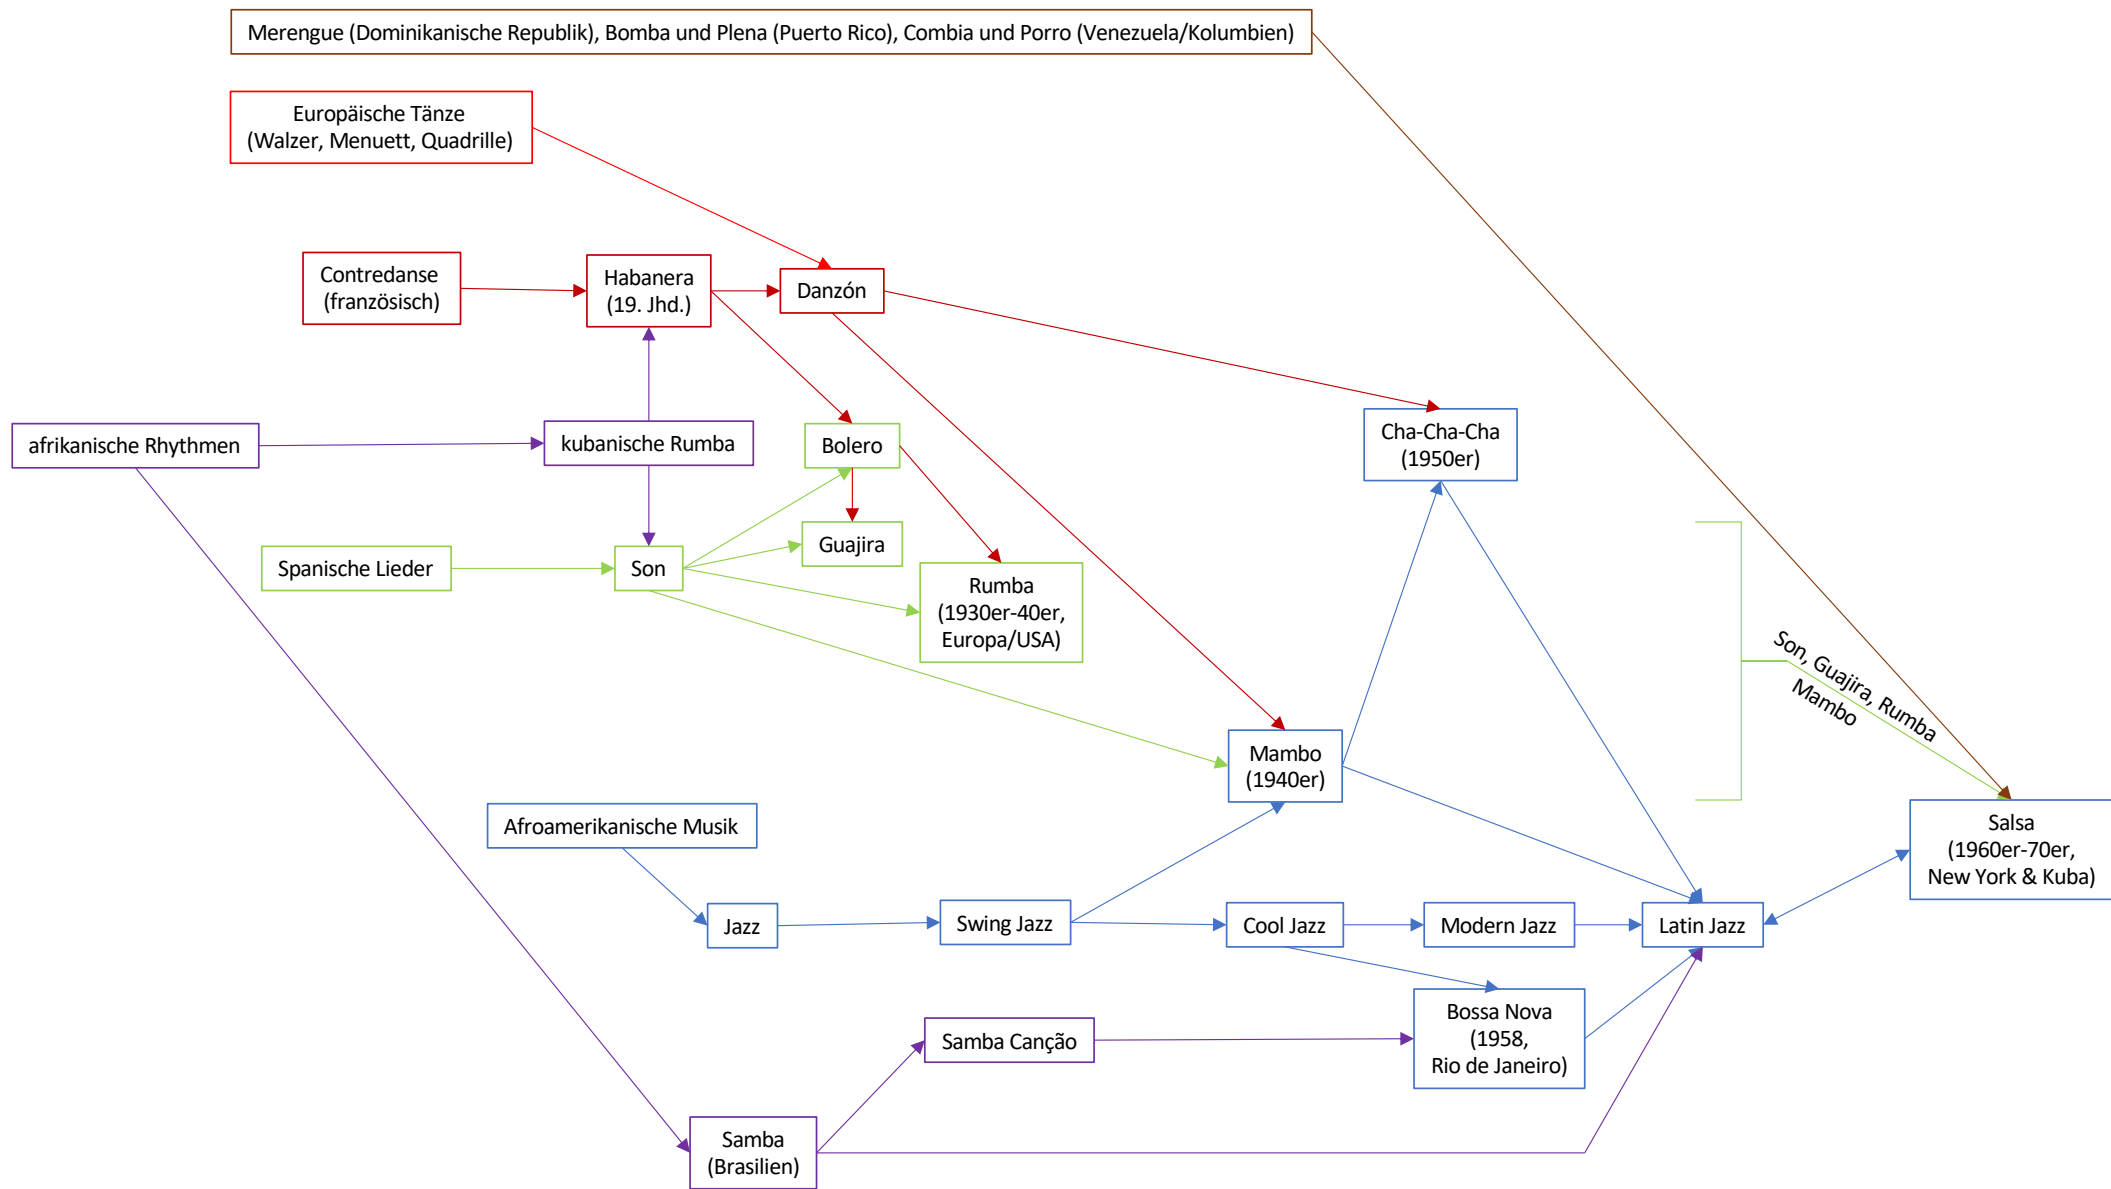 Merengue (Dominikanische Republik), Bomba und Plena (Puerto Rico), Combia und Porro (Venezuela/Kolumbien)
Europäische Tänze
(Walzer, Menuett, Quadrille)
Contredanse
(französisch)
Habanera
(19. Jhd.)
Danzón
afrikanische Rhythmen
kubanische Rumba
Bolero
Cha-Cha-Cha
(1950er)
Guajira
Spanische Lieder
Son
Rumba
(1930er-40er,
Europa/USA)
Son, Guajira, Rumba
Mambo
Mambo
(1940er)
Afroamerikanische Musik
Salsa
(1960er-70er,
New York & Kuba)
Jazz
Swing Jazz
Cool Jazz
Modern Jazz
Latin Jazz
Samba Canção
Bossa Nova
(1958,
Rio de Janeiro)
Samba
(Brasilien)